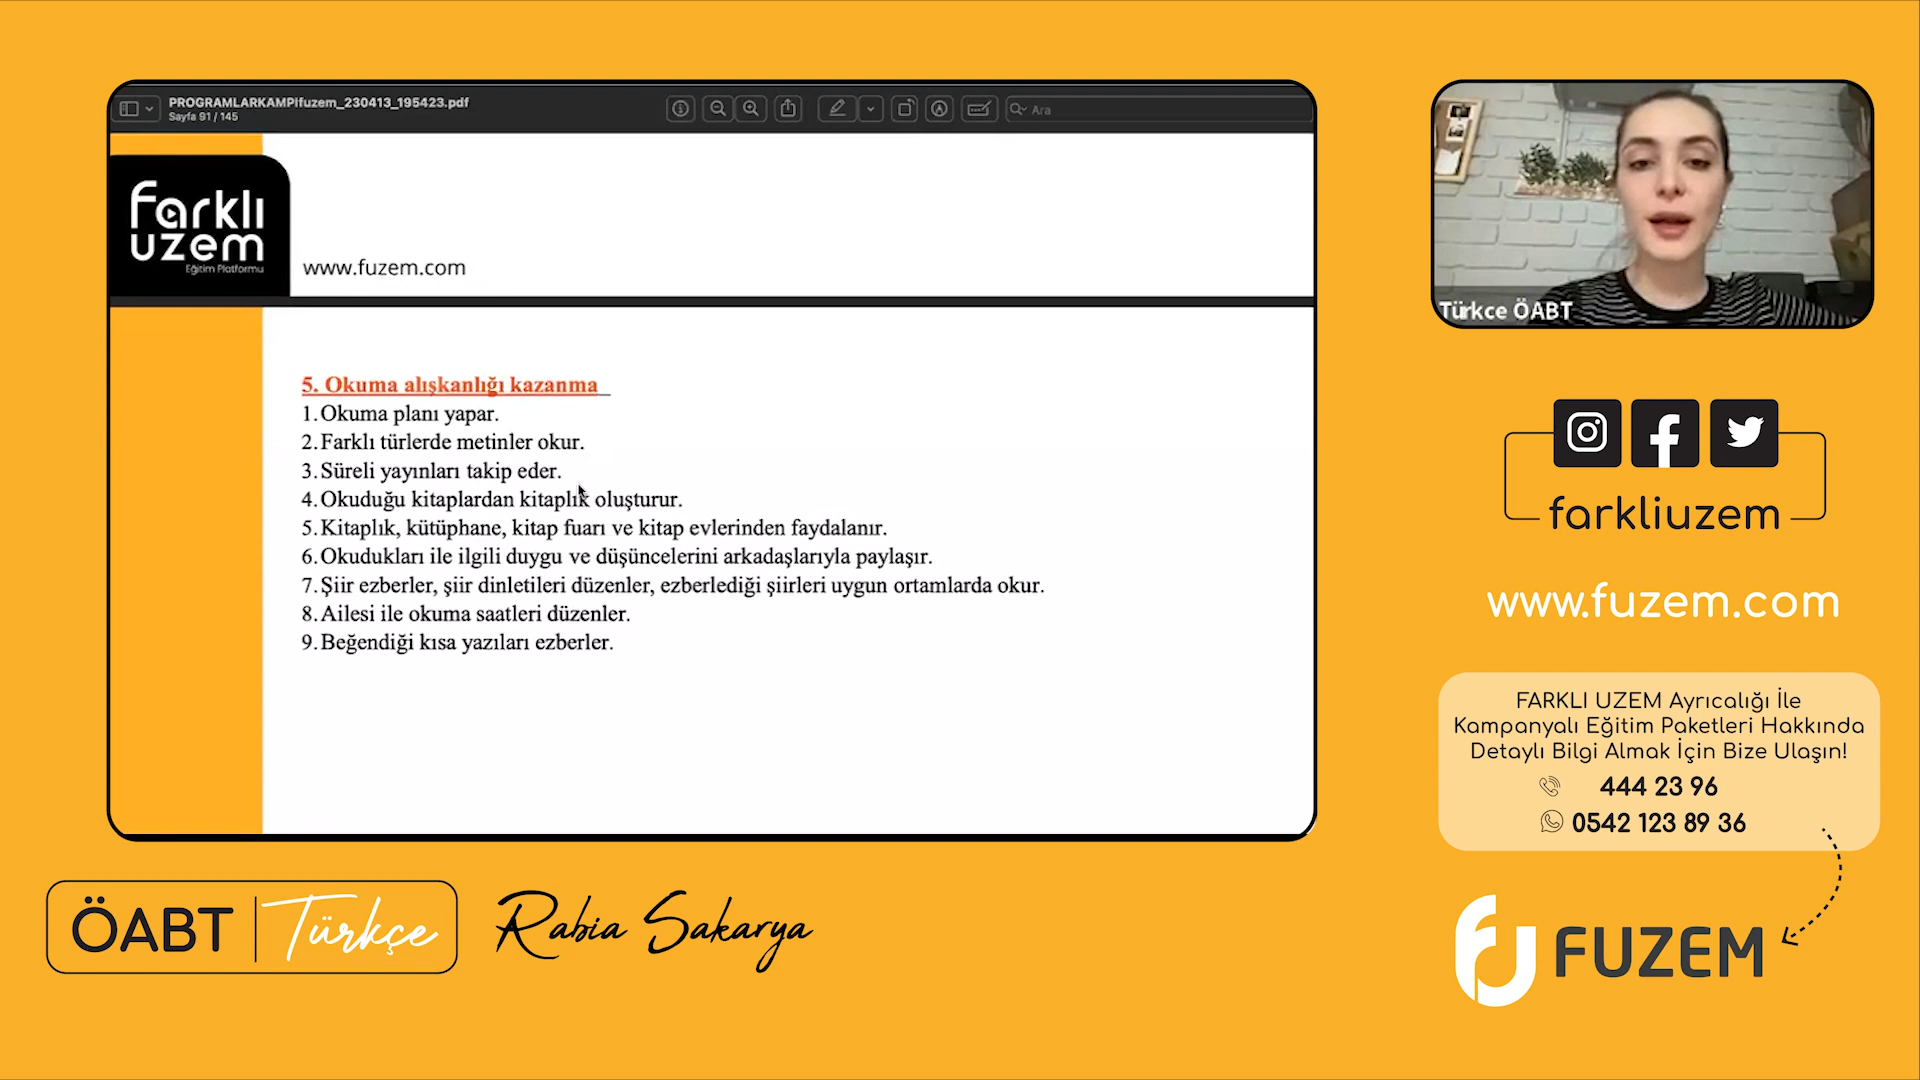 PROGRAMLARKAMPIfuzem_230413_195423.pdf
Sayfa 91 / 145
Ara
farklı
uzem
Eğitim Platformu
www.fuzem.com
5. Okuma alışkanlığı kazanma
1. Okuma planı yapar.
2. Farklı türlerde metinler okur.
3. Süreli yayınları takip eder.
4. Okuduğu kitaplardan kitaplık oluşturur.
5. Kitaplık, kütüphane, kitap fuarı ve kitap evlerinden faydalanır.
6. Okudukları ile ilgili duygu ve düşüncelerini arkadaşlarıyla paylaşır.
7. Şiir ezberler, şiir dinletileri düzenler, ezberlediği şiirleri uygun ortamlarda okur.
8. Ailesi ile okuma saatleri düzenler.
9. Beğendiği kısa yazıları ezberler.
Türkce ÖABT
farkliuzem
www.fuzem.com
FARKLI UZEM Ayrıcalığı İle
Kampanyalı Eğitim Paketleri Hakkında
Detaylı Bilgi Almak İçin Bize Ulaşın!
444 23 96
0542 123 89 36
ÖABT Türkçe
Rabia Sakarya
FUZEM